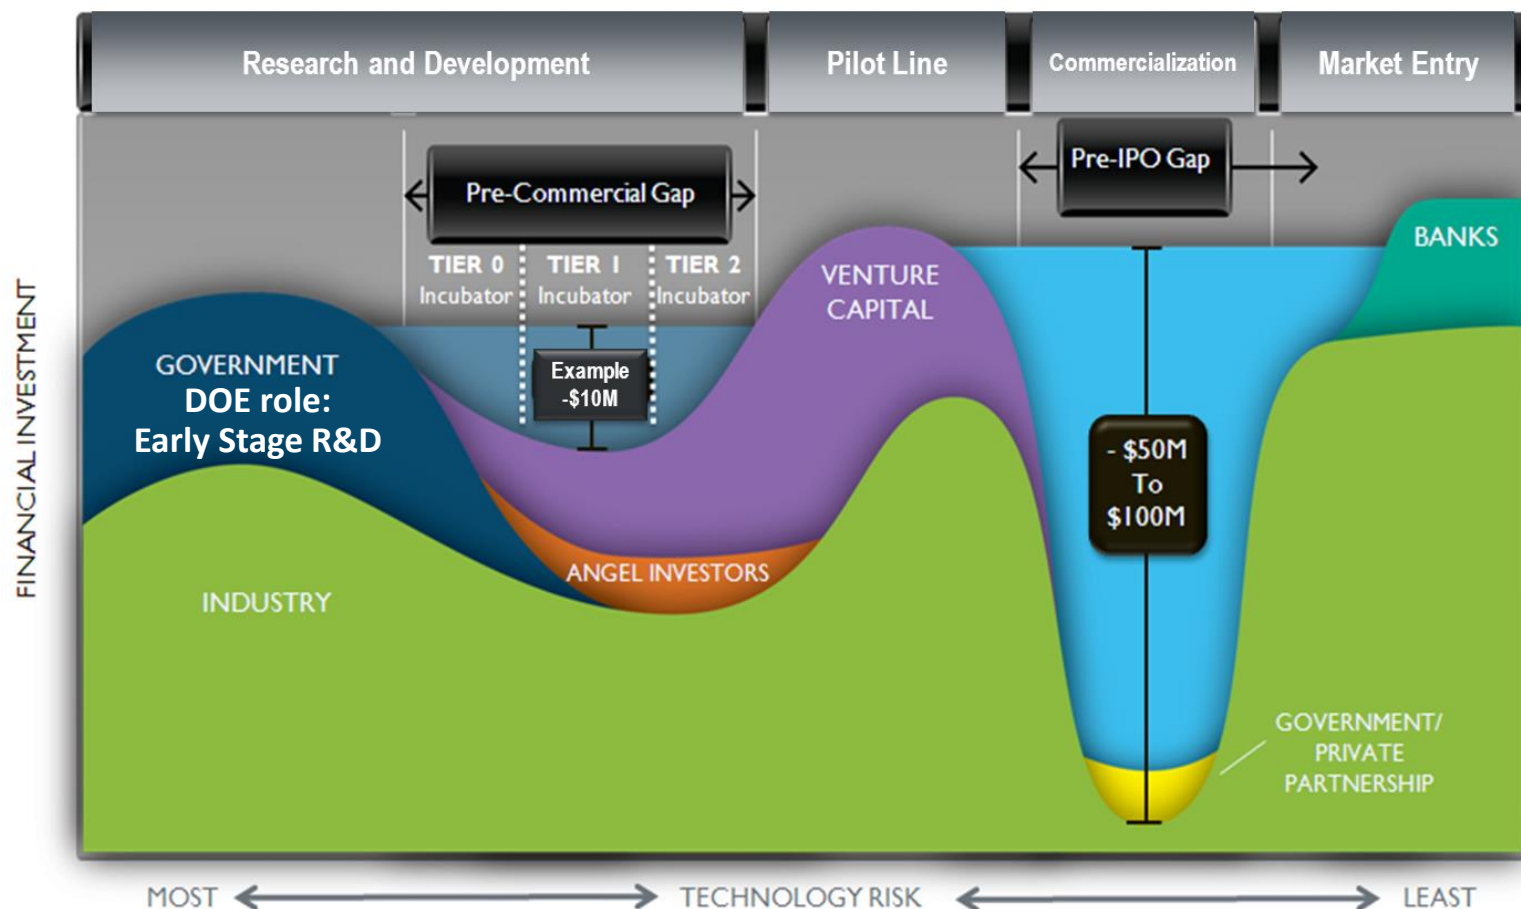 Research and Development
Pilot Line
Commercialization
Market Entry
Pre-Commercial Gap
Pre-IPO Gap
TIER 0
Incubator
TIER 1
Incubator
TIER 2
Incubator
Example
-$10M
GOVERNMENT
DOE role:
Early Stage R&D
INDUSTRY
ANGEL INVESTORS
VENTURE
CAPITAL
- $50M
To
$100M
BANKS
GOVERNMENT/
PRIVATE
PARTNERSHIP
FINANCIAL INVESTMENT
MOST
TECHNOLOGY RISK
LEAST